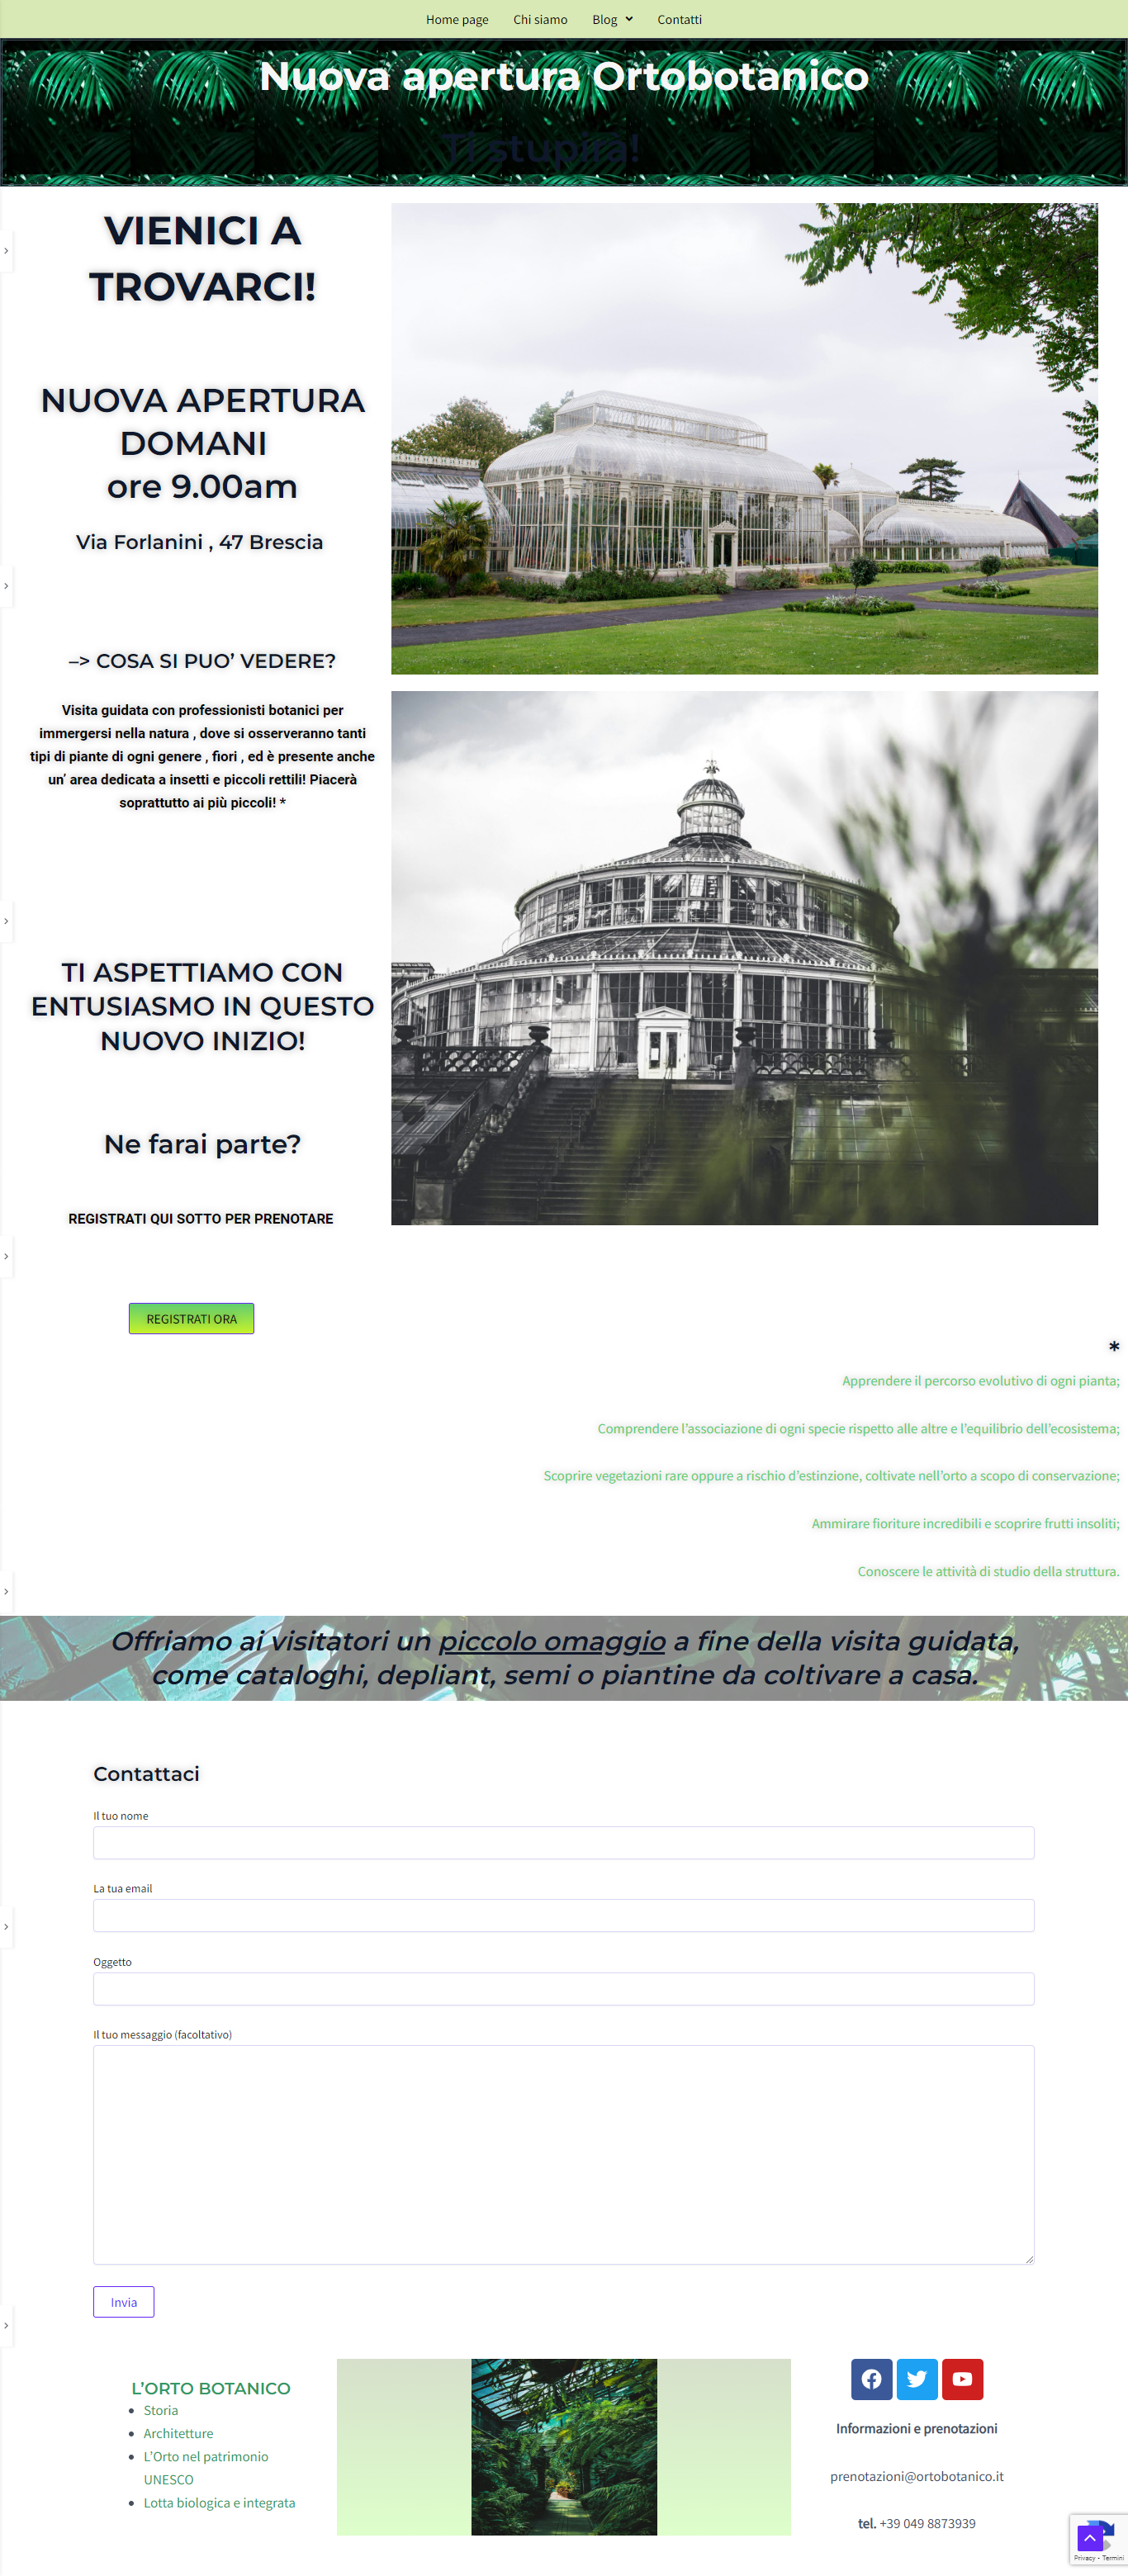 Home page
Chi siamo
Blog
Contatti
Nuova apertura Ortobotanico
Ti stupirà!
VIENICI A
TROVARCI!
NUOVA APERTURA
DOMANI
ore 9.00am
Via Forlanini , 47 Brescia
–> COSA SI PUO’ VEDERE?
Visita guidata con professionisti botanici per
immergersi nella natura , dove si osserveranno tanti
tipi di piante di ogni genere , fiori , ed è presente anche
un’ area dedicata a insetti e piccoli rettili! Piacerà
soprattutto ai più piccoli! *
TI ASPETTIAMO CON
ENTUSIASMO IN QUESTO
NUOVO INIZIO!
Ne farai parte?
REGISTRATI QUI SOTTO PER PRENOTARE
REGISTRATI ORA
*
Apprendere il percorso evolutivo di ogni pianta;
Comprendere l’associazione di ogni specie rispetto alle altre e l’equilibrio dell’ecosistema;
Scoprire vegetazioni rare oppure a rischio d’estinzione, coltivate nell’orto a scopo di conservazione;
Ammirare fioriture incredibili e scoprire frutti insoliti;
Conoscere le attività di studio della struttura.
Offriamo ai visitatori un piccolo omaggio a fine della visita guidata,
come cataloghi, depliant, semi o piantine da coltivare a casa.
Contattaci
Il tuo nome
La tua email
Oggetto
Il tuo messaggio (facoltativo)
Invia
L’ORTO BOTANICO
Storia
Architetture
L’Orto nel patrimonio
UNESCO
Lotta biologica e integrata
Informazioni e prenotazioni
prenotazioni@ortobotanico.it
tel. +39 049 8873939
Privacy - Termini